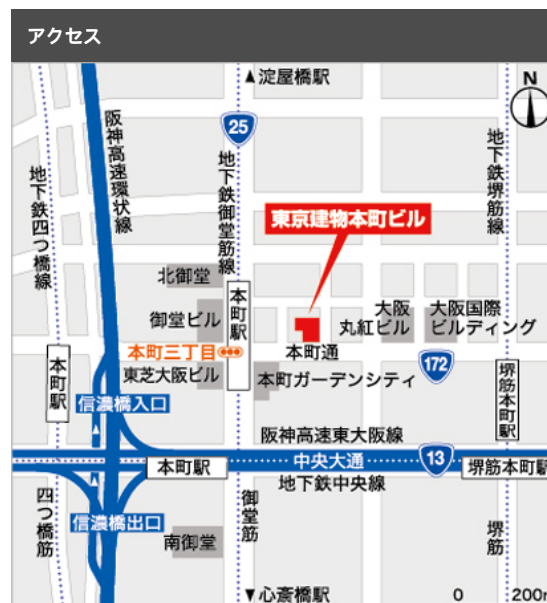 アクセス
▲淀屋橋駅
N
25
阪神高速環状線
地下鉄四つ橋線
地下鉄御堂筋線
地下鉄堺筋線
東京建物本町ビル
北御堂
本町駅
御堂ビル
大阪
丸紅ビル
大阪国際
ビルディング
本町三丁目
本町通
172
東芝大阪ビル
本町ガーデンシティ
本町駅
堺筋本町駅
信濃橋入口
阪神高速東大阪線
本町駅
中央大通
13
堺筋本町駅
地下鉄中央線
四つ橋筋
信濃橋出口
御堂筋
堺筋
南御堂
▼心斎橋駅
0 200m